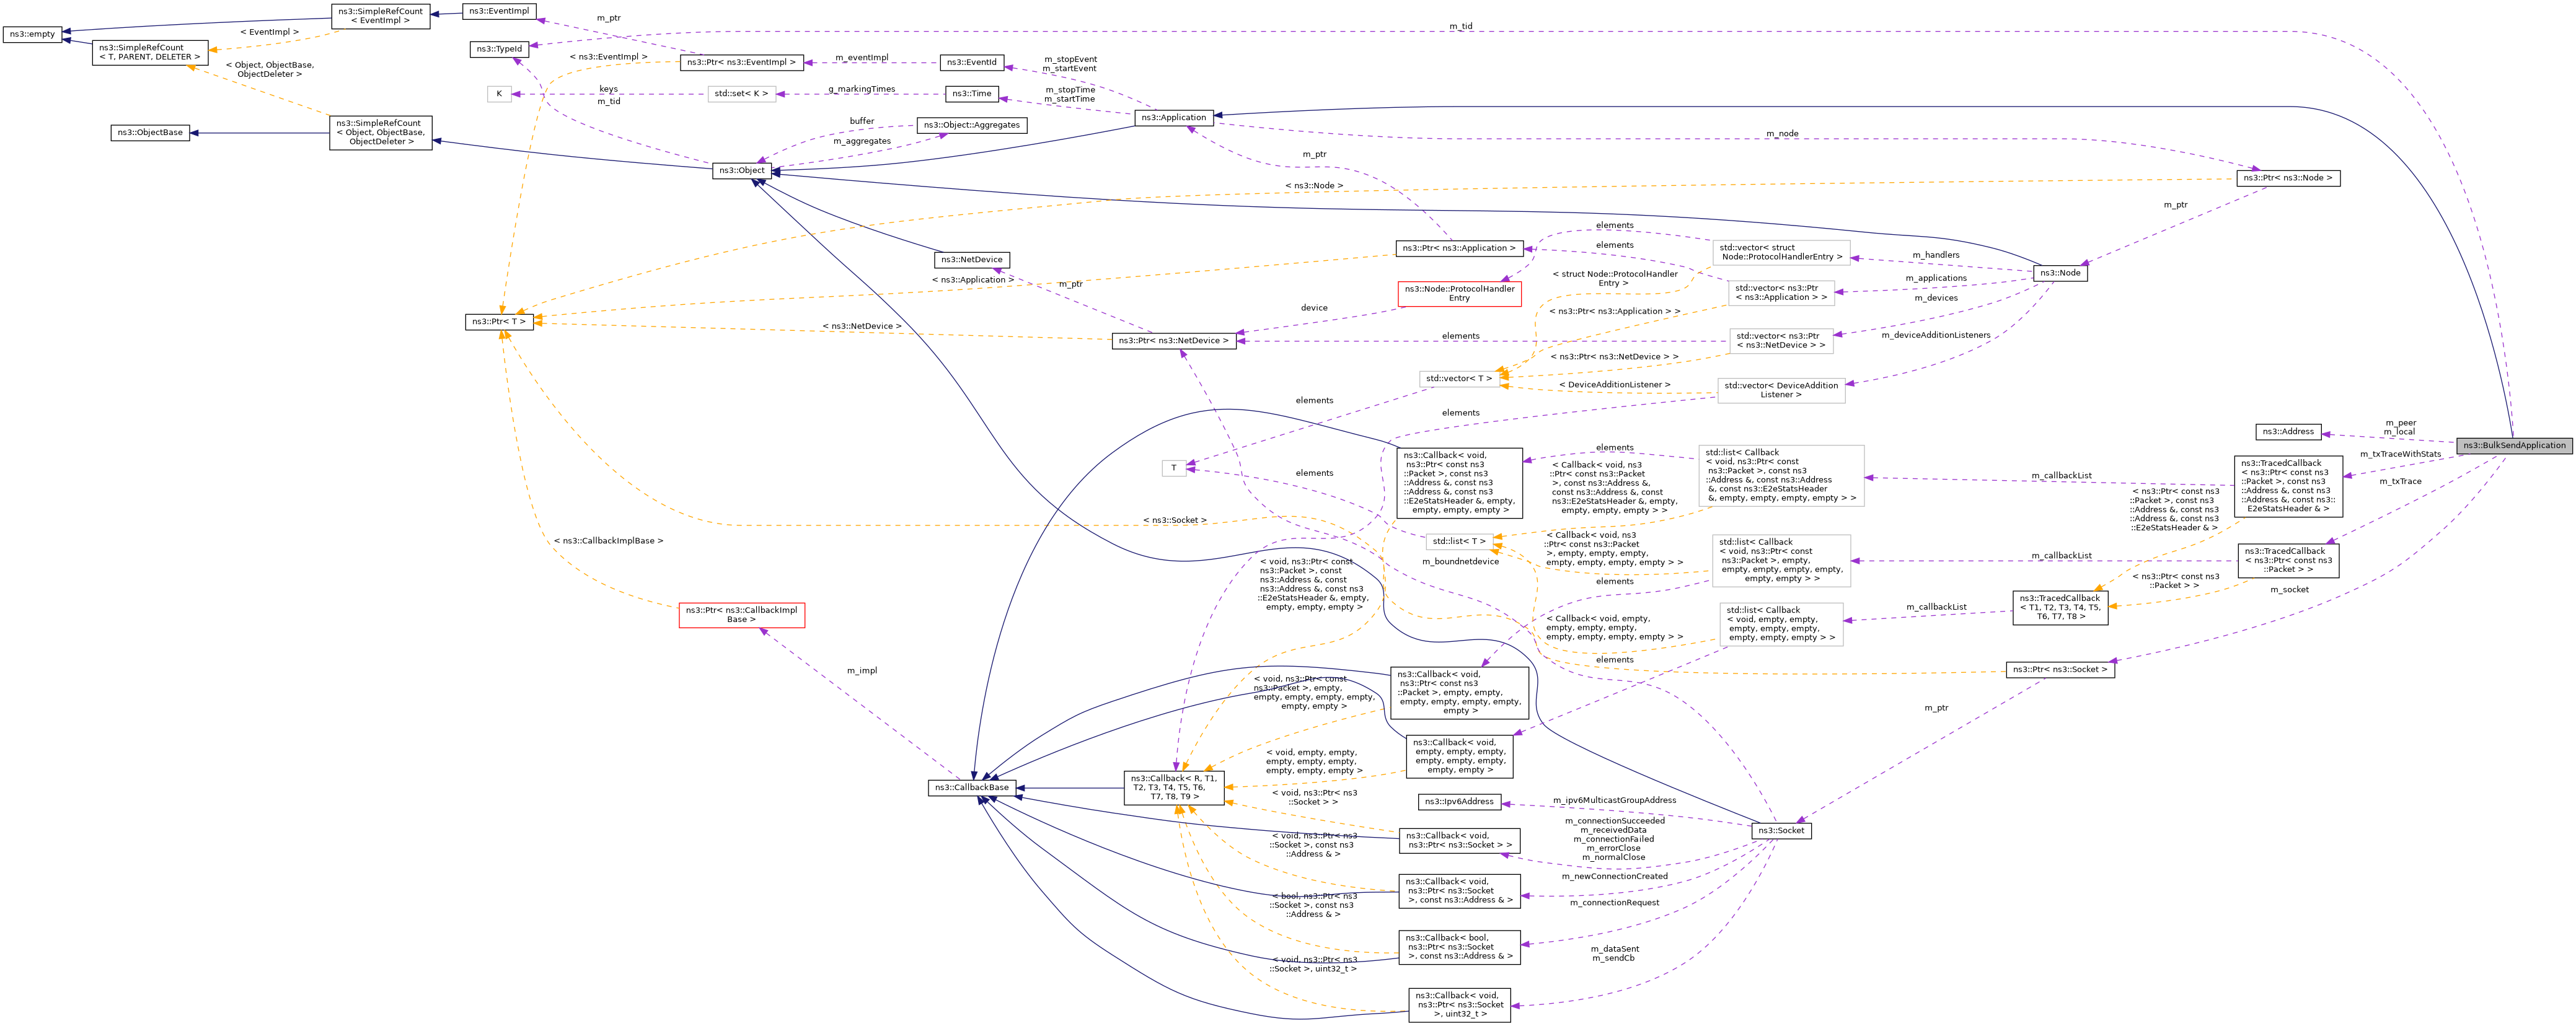 ns3::empty
ns3::SimpleRefCount
< EventImpl >
ns3::EventImpl
< EventImpl >
ns3::SimpleRefCount
< T, PARENT, DELETER >
< Object, ObjectBase,
ObjectDeleter >
ns3::ObjectBase
ns3::SimpleRefCount
< Object, ObjectBase,
ObjectDeleter >
ns3::TypeId
m_ptr
< ns3::EventImpl >
ns3::Ptr< ns3::EventImpl >
m_eventImpl
ns3::EventId
m_stopEvent
m_startEvent
K
keys
m_tid
std::set< K >
g_markingTimes
ns3::Time
m_stopTime
m_startTime
m_tid
ns3::Application
buffer
ns3::Object::Aggregates
m_aggregates
ns3::Object
m_node
m_ptr
< ns3::Node >
ns3::Ptr< ns3::Node >
m_ptr
ns3::NetDevice
< ns3::Application >
m_ptr
ns3::Ptr< ns3::Application >
elements
elements
std::vector< struct
Node::ProtocolHandlerEntry >
m_handlers
ns3::Node
m_applications
m_devices
m_deviceAdditionListeners
< struct Node::ProtocolHandler
Entry >
ns3::Node::ProtocolHandler
Entry
std::vector< ns3::Ptr
< ns3::Application > >
device
< ns3::Ptr< ns3::Application > >
ns3::Ptr< T >
< ns3::NetDevice >
ns3::Ptr< ns3::NetDevice >
elements
std::vector< ns3::Ptr
< ns3::NetDevice > >
< ns3::Ptr< ns3::NetDevice > >
std::vector< T >
< DeviceAdditionListener >
std::vector< DeviceAddition
Listener >
elements
elements
T
elements
ns3::Address
m_peer
m_local
ns3::BulkSendApplication
m_txTraceWithStats
m_txTrace
m_socket
ns3::Callback< void,
ns3::Ptr< const ns3
::Packet >, const ns3
::Address &, const ns3
::Address &, const ns3
::E2eStatsHeader &, empty,
empty, empty, empty >
elements
< Callback< void, ns3
::Ptr< const ns3::Packet
>, const ns3::Address &,
const ns3::Address &, const
ns3::E2eStatsHeader &, empty,
empty, empty, empty > >
std::list< Callback
< void, ns3::Ptr< const
ns3::Packet >, const ns3
::Address &, const ns3::Address
&, const ns3::E2eStatsHeader
&, empty, empty, empty, empty > >
m_callbackList
ns3::TracedCallback
< ns3::Ptr< const ns3
::Packet >, const ns3
::Address &, const ns3
::Address &, const ns3::
E2eStatsHeader & >
< ns3::Ptr< const ns3
::Packet >, const ns3
::Address &, const ns3
::Address &, const ns3
::E2eStatsHeader & >
< ns3::Socket >
< ns3::CallbackImplBase >
std::list< T >
m_boundnetdevice
< Callback< void, ns3
::Ptr< const ns3::Packet
>, empty, empty, empty,
empty, empty, empty, empty > >
elements
std::list< Callback
< void, ns3::Ptr< const
ns3::Packet >, empty,
empty, empty, empty, empty,
empty, empty > >
m_callbackList
ns3::TracedCallback
< ns3::Ptr< const ns3
::Packet > >
< ns3::Ptr< const ns3
::Packet > >
< void, ns3::Ptr< const
ns3::Packet >, const
ns3::Address &, const
ns3::Address &, const ns3
::E2eStatsHeader &, empty,
empty, empty, empty >
ns3::Ptr< ns3::CallbackImpl
Base >
m_impl
< Callback< void, empty,
empty, empty, empty,
empty, empty, empty, empty > >
elements
std::list< Callback
< void, empty, empty,
empty, empty, empty,
empty, empty, empty > >
m_callbackList
ns3::TracedCallback
< T1, T2, T3, T4, T5,
T6, T7, T8 >
ns3::Ptr< ns3::Socket >
m_ptr
< void, ns3::Ptr< const
ns3::Packet >, empty,
empty, empty, empty, empty,
empty, empty >
ns3::Callback< void,
ns3::Ptr< const ns3
::Packet >, empty, empty,
empty, empty, empty, empty,
empty >
< void, empty, empty,
empty, empty, empty,
empty, empty, empty >
ns3::Callback< void,
empty, empty, empty,
empty, empty, empty,
empty, empty >
ns3::CallbackBase
ns3::Callback< R, T1,
T2, T3, T4, T5, T6,
T7, T8, T9 >
< void, ns3::Ptr< ns3
::Socket > >
ns3::Ipv6Address
m_ipv6MulticastGroupAddress
m_connectionSucceeded
m_receivedData
m_connectionFailed
m_errorClose
m_normalClose
ns3::Socket
ns3::Callback< void,
ns3::Ptr< ns3::Socket > >
< void, ns3::Ptr< ns3
::Socket >, const ns3
::Address & >
m_newConnectionCreated
ns3::Callback< void,
ns3::Ptr< ns3::Socket
>, const ns3::Address & >
< bool, ns3::Ptr< ns3
::Socket >, const ns3
::Address & >
m_connectionRequest
ns3::Callback< bool,
ns3::Ptr< ns3::Socket
>, const ns3::Address & >
< void, ns3::Ptr< ns3
::Socket >, uint32_t >
m_dataSent
m_sendCb
ns3::Callback< void,
ns3::Ptr< ns3::Socket
>, uint32_t >